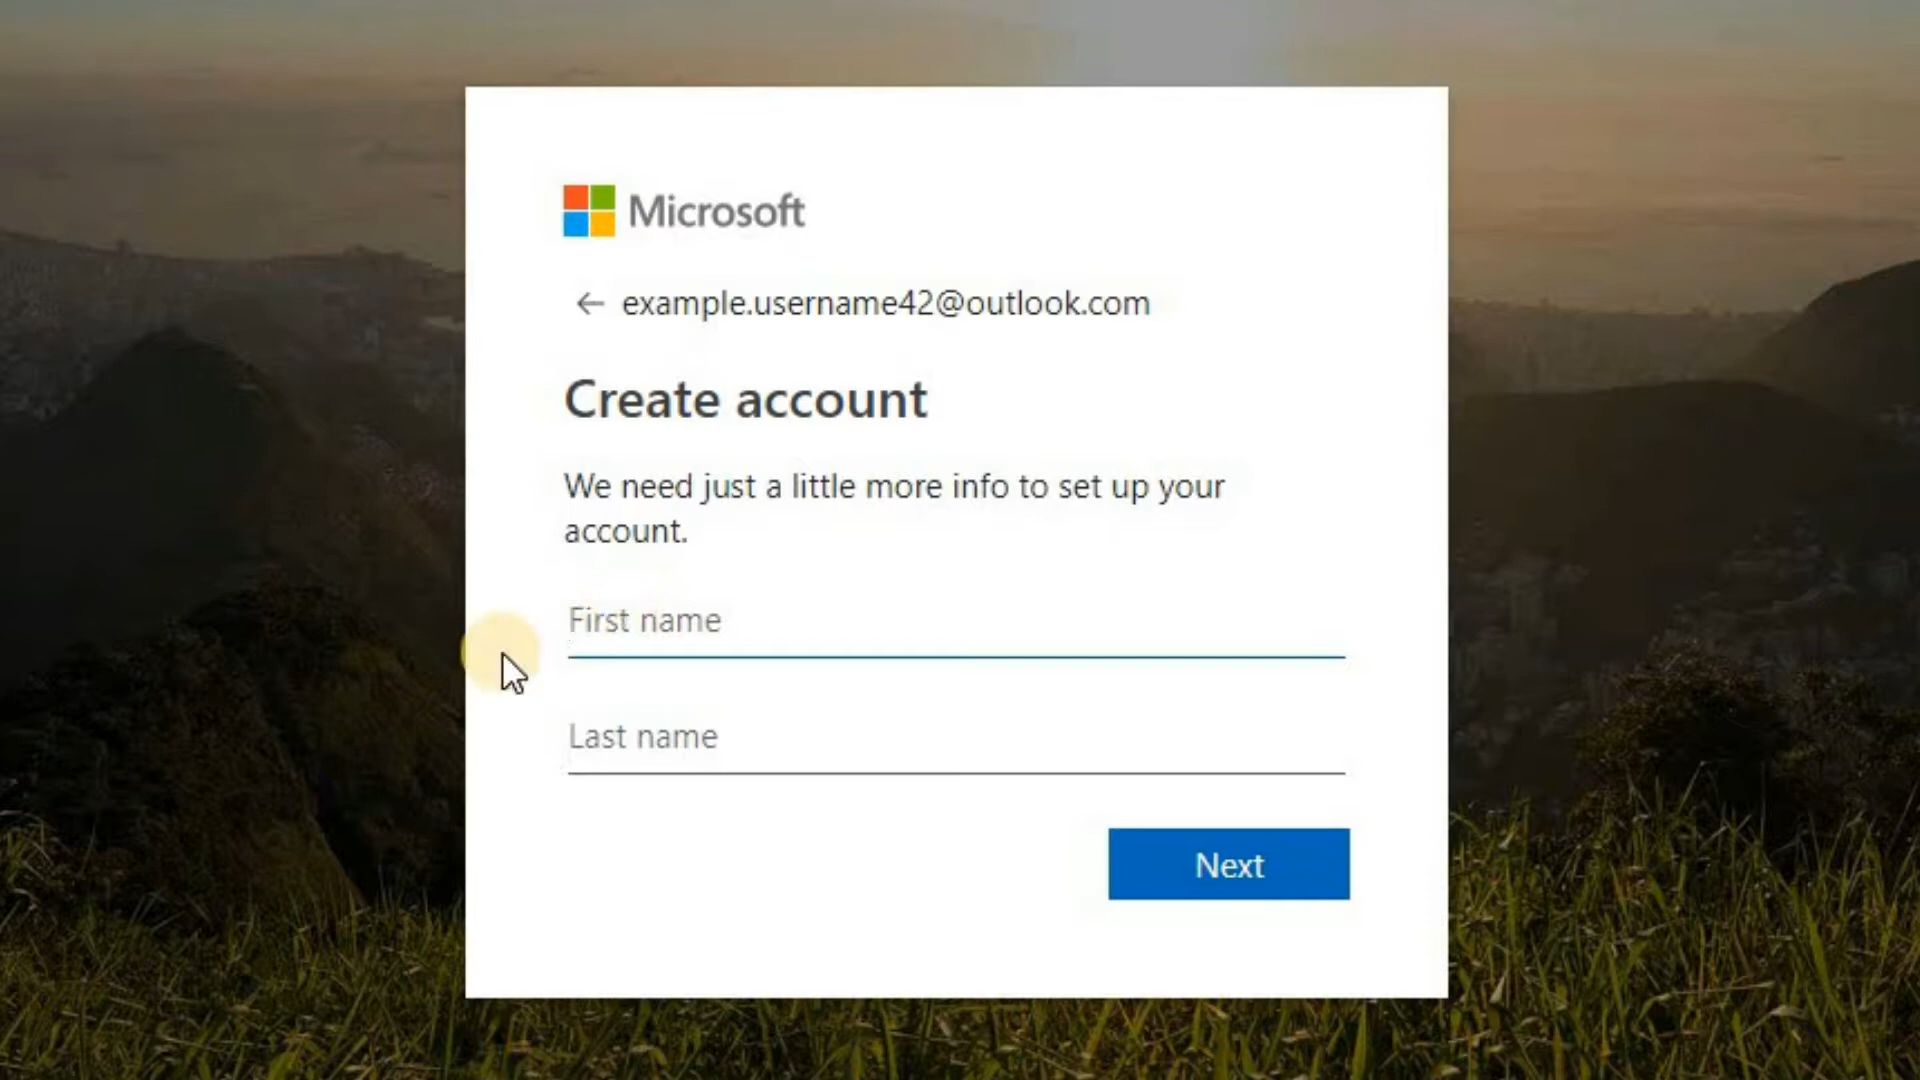 Microsoft
example.username42@outlook.com
Create account
We need just a little more info to set up your
account.
First name
Last name
Next